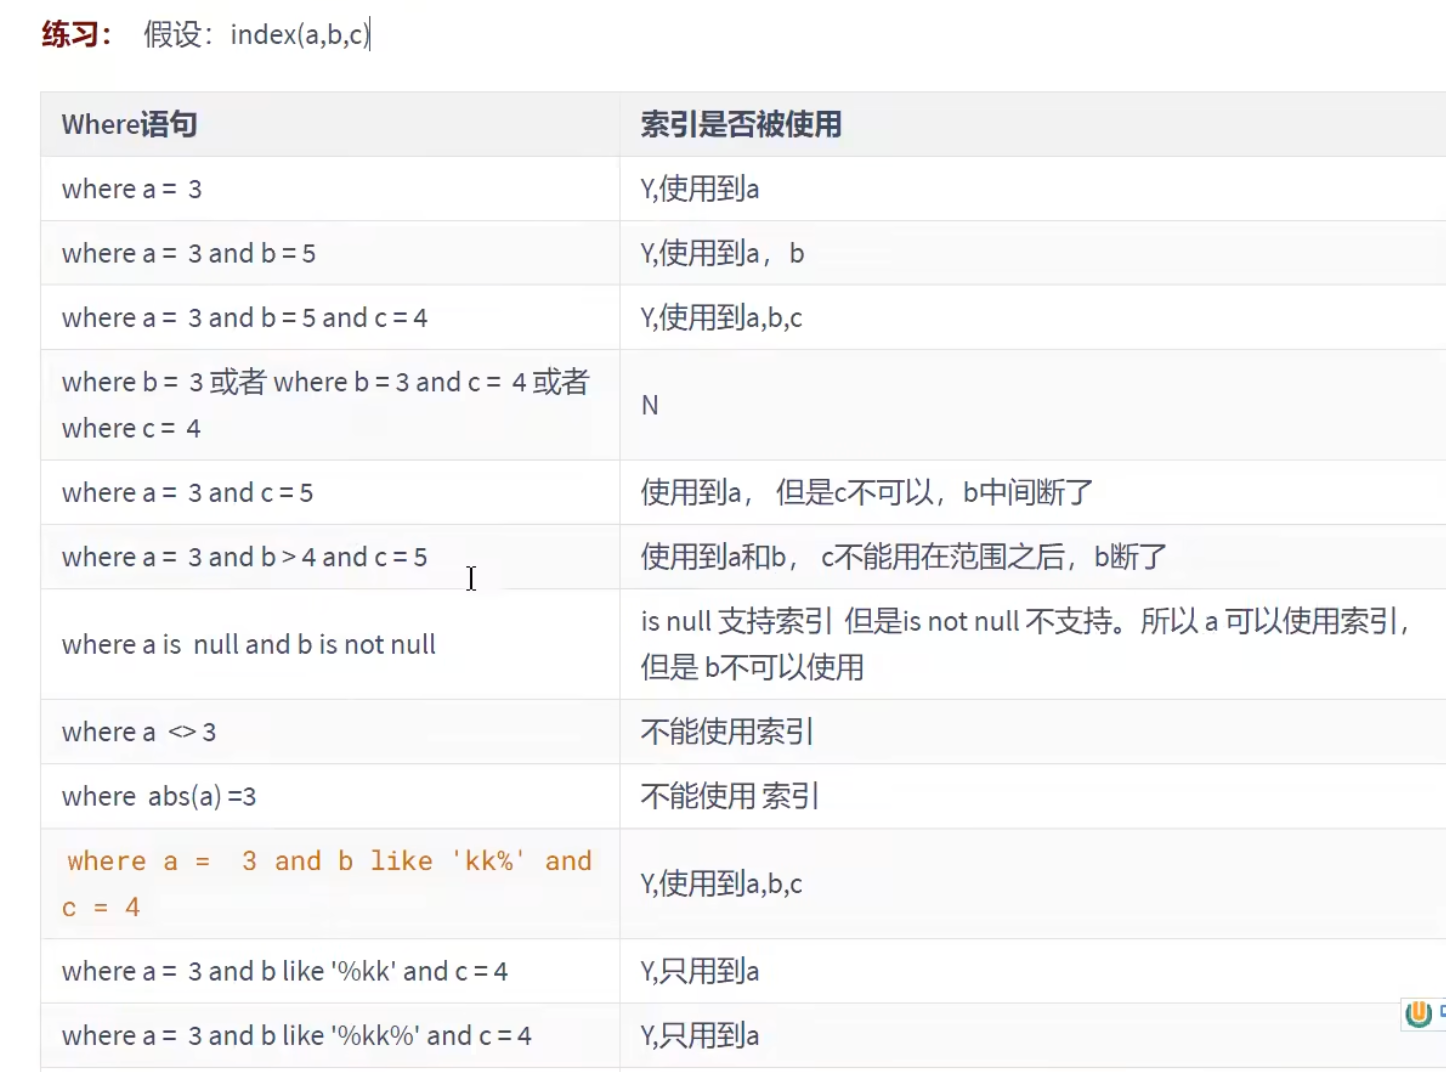 练习： 假设：index(a,b,c)
Where语句 索引是否被使用
where a = 3 Y,使用到a
where a = 3 and b = 5 Y,使用到a，b
where a = 3 and b = 5 and c = 4 Y,使用到a,b,c
where b = 3 或者 where b = 3 and c = 4 或者
where c = 4
N
where a = 3 and c = 5 使用到a， 但是c不可以，b中间断了
where a = 3 and b > 4 and c = 5 使用到a和b， c不能用在范围之后，b断了
where a is null and b is not null
is null 支持索引 但是is not null 不支持。所以 a 可以使用索引，
但是 b不可以使用
where a <> 3 不能使用索引
where abs(a) =3 不能使用 索引
where a = 3 and b like 'kk%' and
c = 4
Y,使用到a,b,c
where a = 3 and b like '%kk' and c = 4 Y,只用到a
where a = 3 and b like '%kk%' and c = 4 Y,只用到a